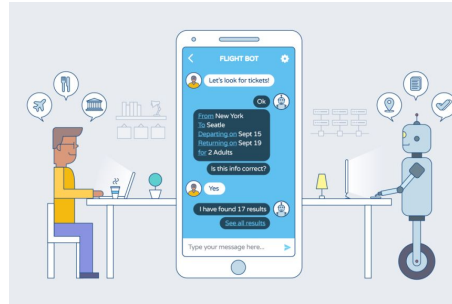 FLIGHT BOT
Let's look for tickets!
Ok
From New York
To Seatle
Departing on Sept 15
Returning on Sept 19
for 2 Adults
Is this info correct?
Yes
I have found 17 results
See all results
Type your message here...